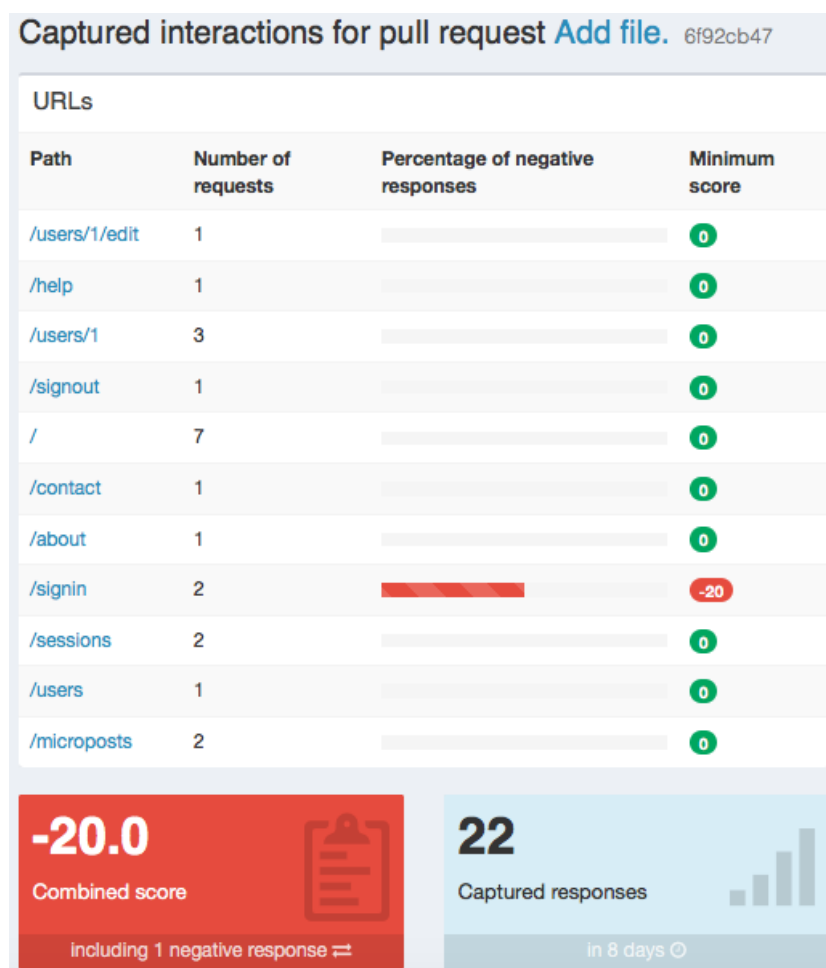 Captured interactions for pull request Add file. 6f92cb47
URLs
Path Number of requests Percentage of negative responses Minimum score
/users/1/edit 1 0
/help 1 0
/users/1 3 0
/signout 1 0
/ 7 0
/contact 1 0
/about 1 0
/signin 2 -20
/sessions 2 0
/users 1 0
/microposts 2 0
-20.0
Combined score
including 1 negative response
22
Captured responses
in 8 days